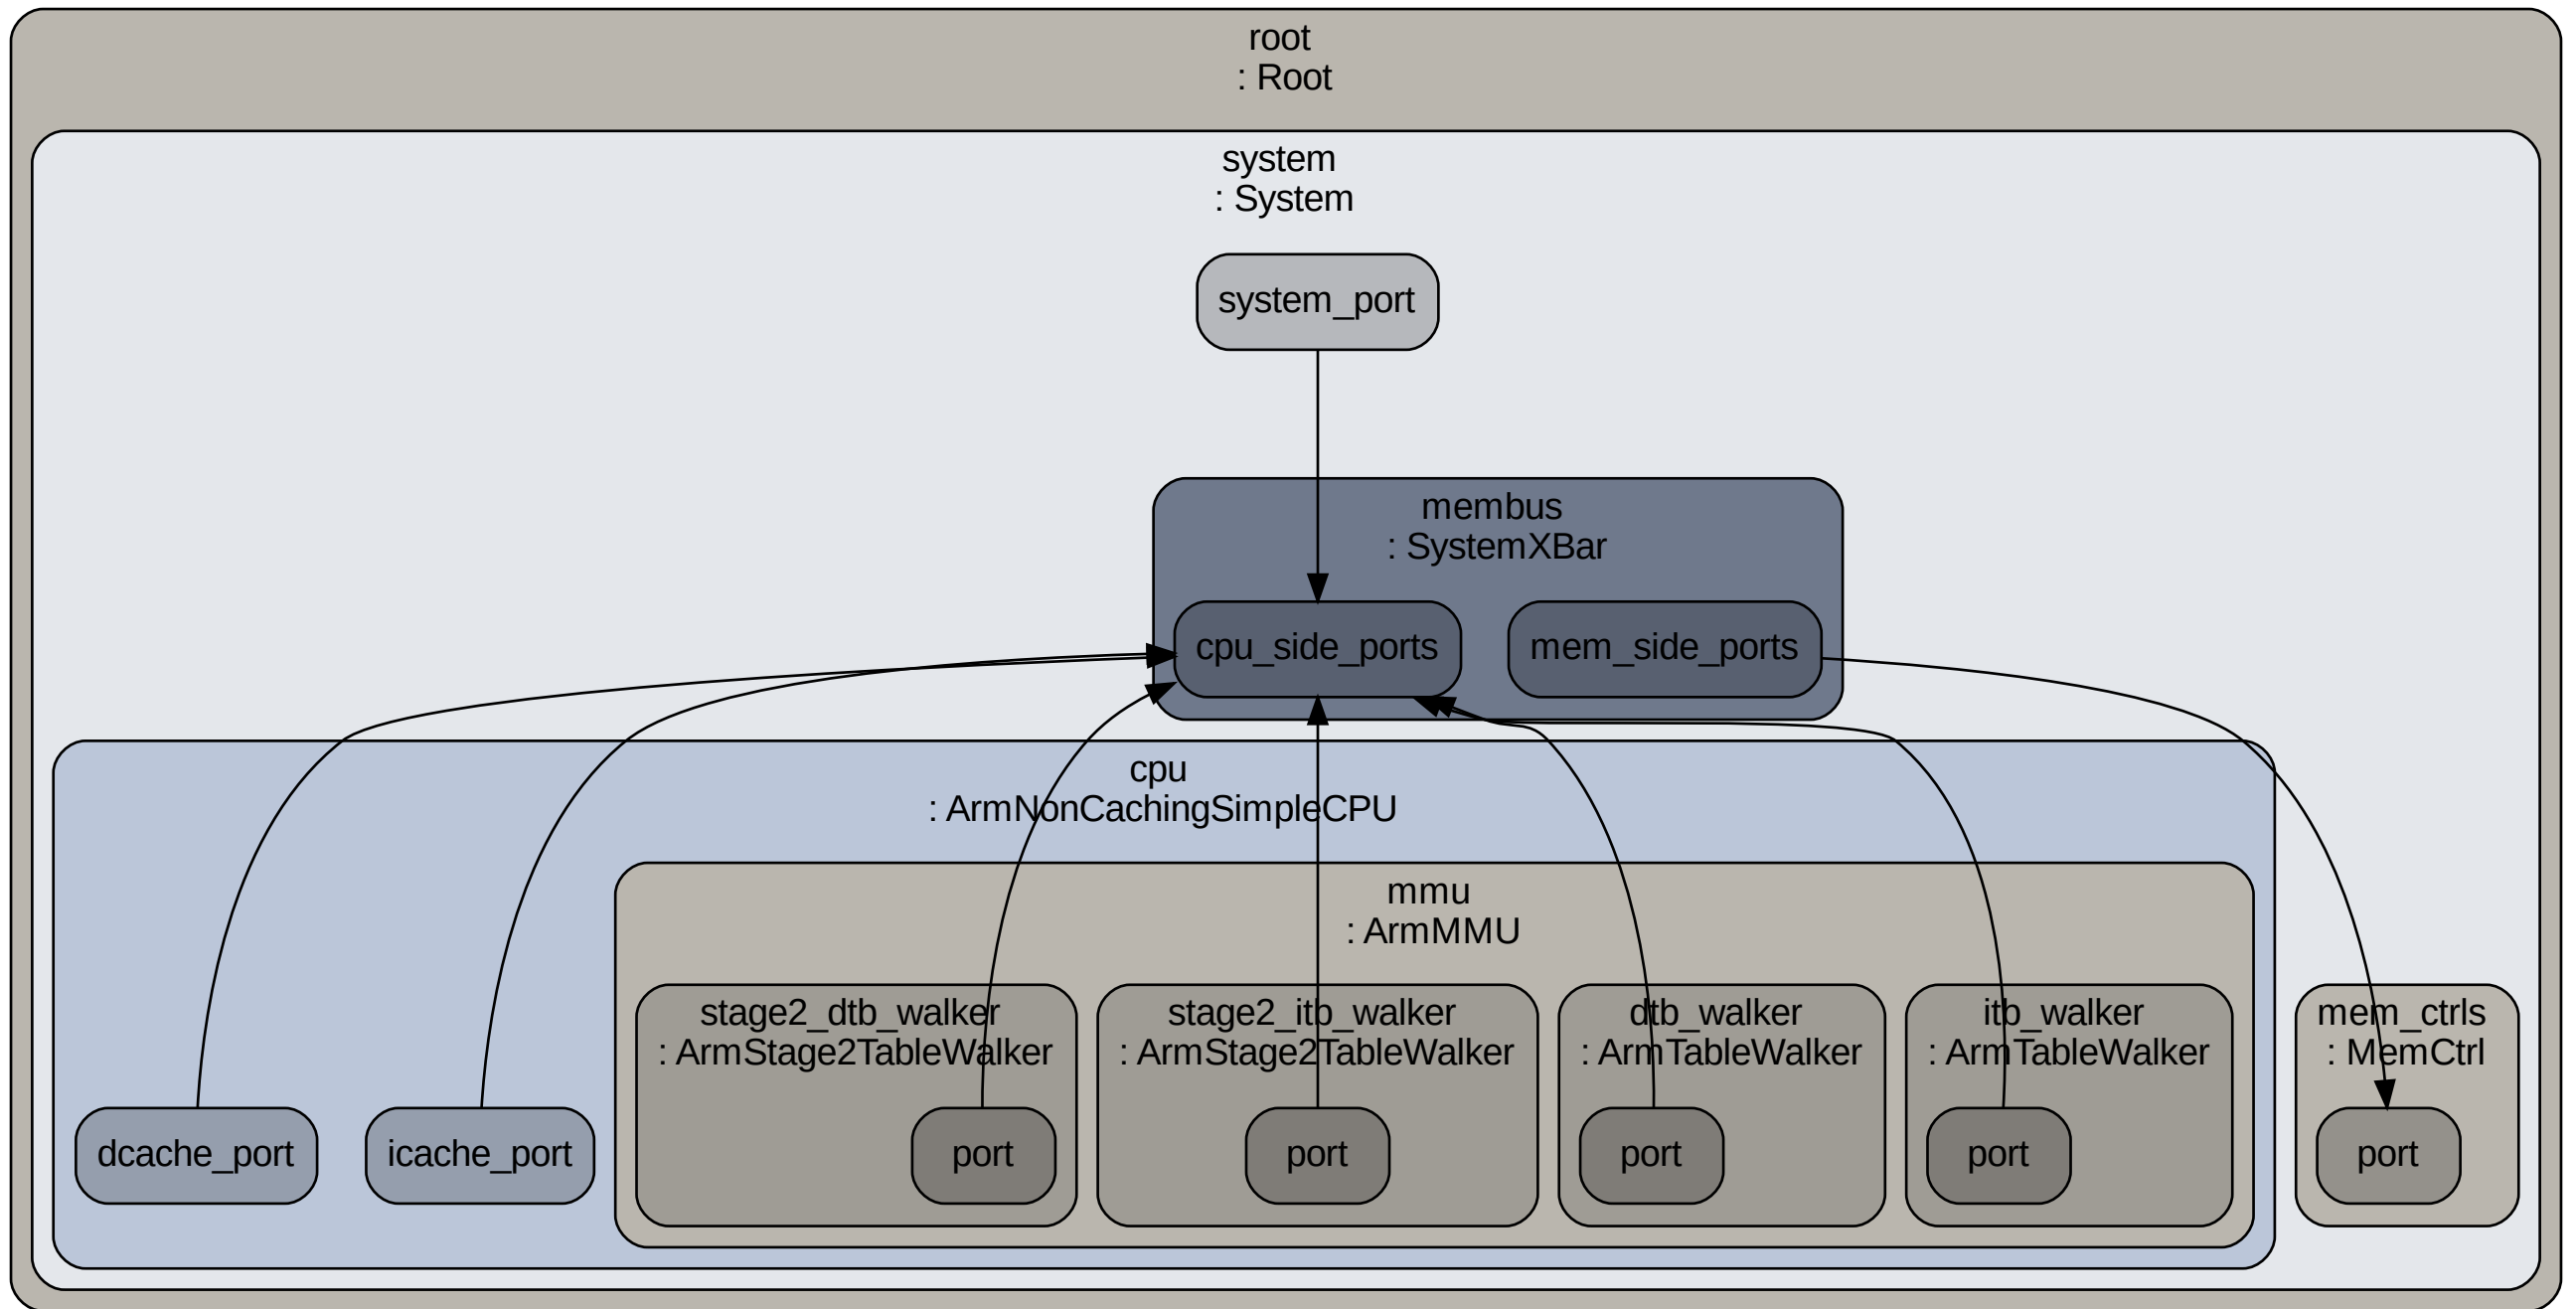 root
: Root
system
: System
system_port
membus
: SystemXBar
cpu_side_ports
mem_side_ports
cpu
: ArmNonCachingSimpleCPU
mmu
: ArmMMU
stage2_dtb_walker
: ArmStage2TableWalker
stage2_itb_walker
: ArmStage2TableWalker
dtb_walker
: ArmTableWalker
itb_walker
: ArmTableWalker
mem_ctrls
: MemCtrl
dcache_port
icache_port
port
port
port
port
port